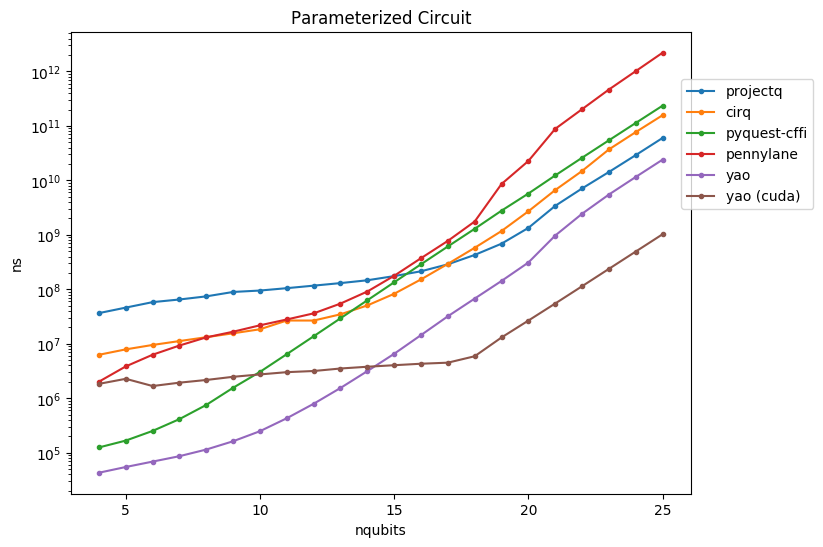 Parameterized Circuit
ns
10¹²
10¹¹
10¹⁰
10⁹
10⁸
10⁷
10⁶
10⁵
5
10
15
20
25
nqubits
projectq
cirq
pyquest-cffi
pennylane
yao
yao (cuda)